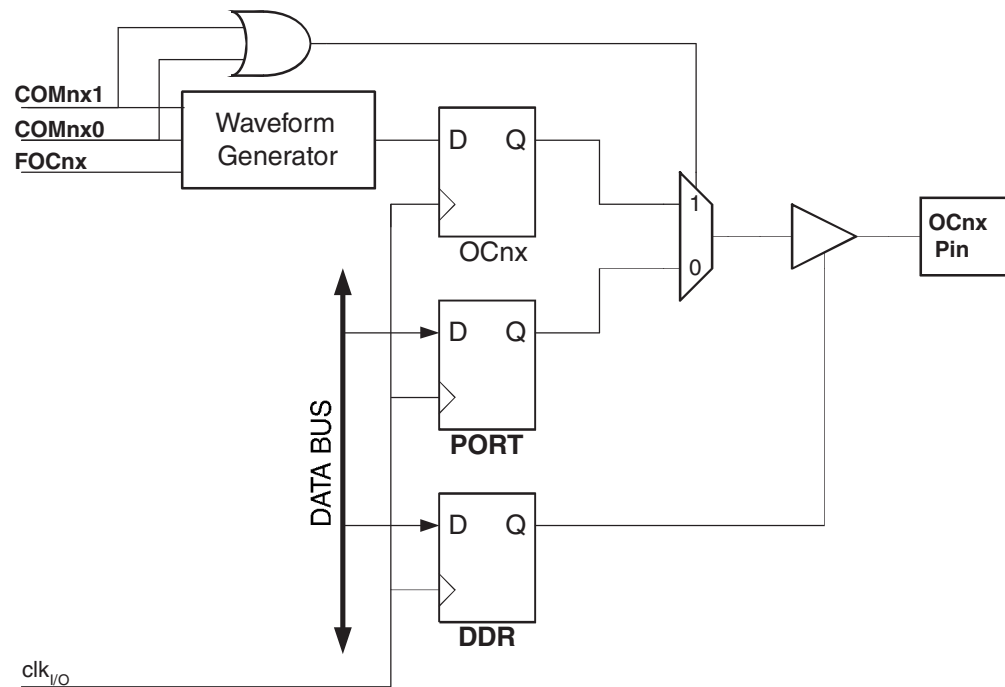 COMnx1
COMnx0
FOCnx
Waveform
Generator
D Q
OCnx
1
0
OCnx
Pin
D Q
PORT
DATA BUS
D Q
DDR
clkI/O